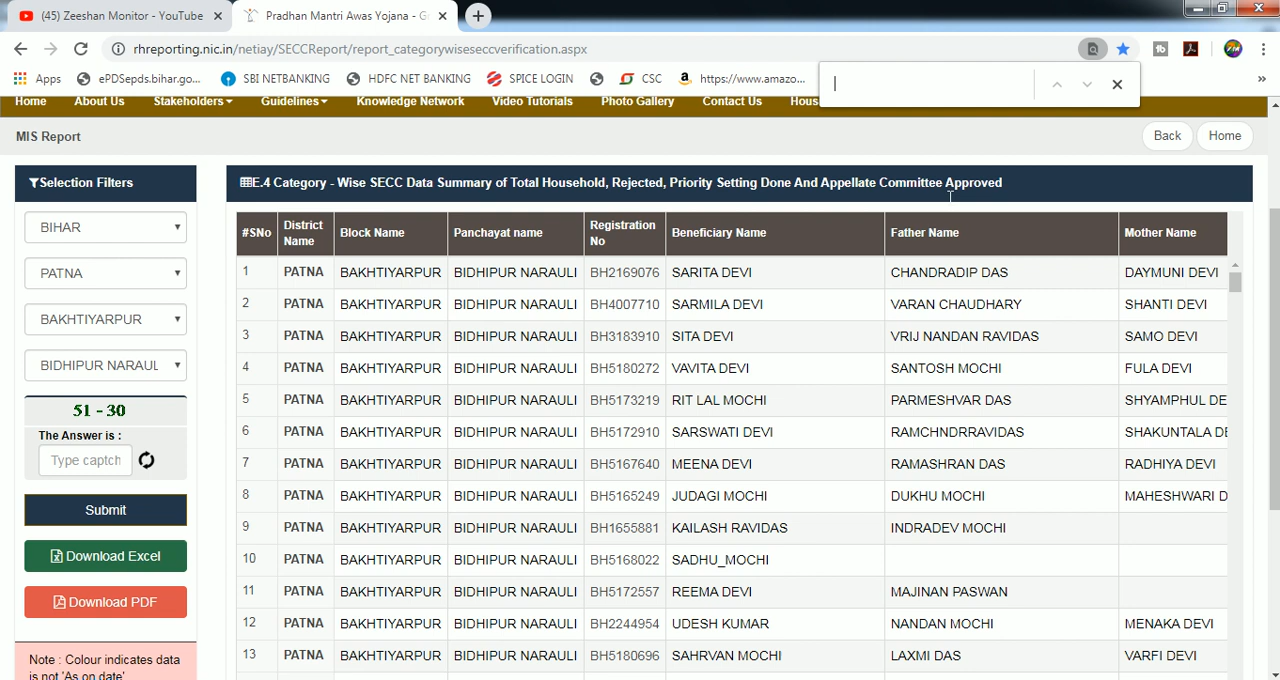 (45) Zeeshan Monitor - YouTube
Pradhan Mantri Awas Yojana - G
rhreporting.nic.in/netiay/SECCReport/report_categorywiseseccverification.aspx
Apps ePDSepds.bihar.go... SBI NETBANKING HDFC NET BANKING SPICE LOGIN CSC https://www.amazo... »
Home About Us Stakeholders Guidelines Knowledge Network Video Tutorials Photo Gallery Contact Us Hous
MIS Report
Back Home
Selection Filters
BIHAR
PATNA
BAKHTIYARPUR
BIDHIPUR NARAUL
51 - 30
The Answer is :
Type captch
Submit
Download Excel
Download PDF
Note : Colour indicates data
is not 'As on date'
E.4 Category - Wise SECC Data Summary of Total Household, Rejected, Priority Setting Done And Appellate Committee Approved
#SNo District Name Block Name Panchayat name Registration No Beneficiary Name Father Name Mother Name
1 PATNA BAKHTIYARPUR BIDHIPUR NARAULI BH2169076 SARITA DEVI CHANDRADIP DAS DAYMUNI DEVI
2 PATNA BAKHTIYARPUR BIDHIPUR NARAULI BH4007710 SARMILA DEVI VARAN CHAUDHARY SHANTI DEVI
3 PATNA BAKHTIYARPUR BIDHIPUR NARAULI BH3183910 SITA DEVI VRIJ NANDAN RAVIDAS SAMO DEVI
4 PATNA BAKHTIYARPUR BIDHIPUR NARAULI BH5180272 VAVITA DEVI SANTOSH MOCHI FULA DEVI
5 PATNA BAKHTIYARPUR BIDHIPUR NARAULI BH5173219 RIT LAL MOCHI PARMESHVAR DAS SHYAMPHUL DE
6 PATNA BAKHTIYARPUR BIDHIPUR NARAULI BH5172910 SARSWATI DEVI RAMCHNDRRAVIDAS SHAKUNTALA DE
7 PATNA BAKHTIYARPUR BIDHIPUR NARAULI BH5167640 MEENA DEVI RAMASHRAN DAS RADHIYA DEVI
8 PATNA BAKHTIYARPUR BIDHIPUR NARAULI BH5165249 JUDAGI MOCHI DUKHU MOCHI MAHESHWARI D
9 PATNA BAKHTIYARPUR BIDHIPUR NARAULI BH1655881 KAILASH RAVIDAS INDRADEV MOCHI
10 PATNA BAKHTIYARPUR BIDHIPUR NARAULI BH5168022 SADHU_MOCHI
11 PATNA BAKHTIYARPUR BIDHIPUR NARAULI BH5172557 REEMA DEVI MAJINAN PASWAN
12 PATNA BAKHTIYARPUR BIDHIPUR NARAULI BH2244954 UDESH KUMAR NANDAN MOCHI MENAKA DEVI
13 PATNA BAKHTIYARPUR BIDHIPUR NARAULI BH5180696 SAHRVAN MOCHI LAXMI DAS VARFI DEVI